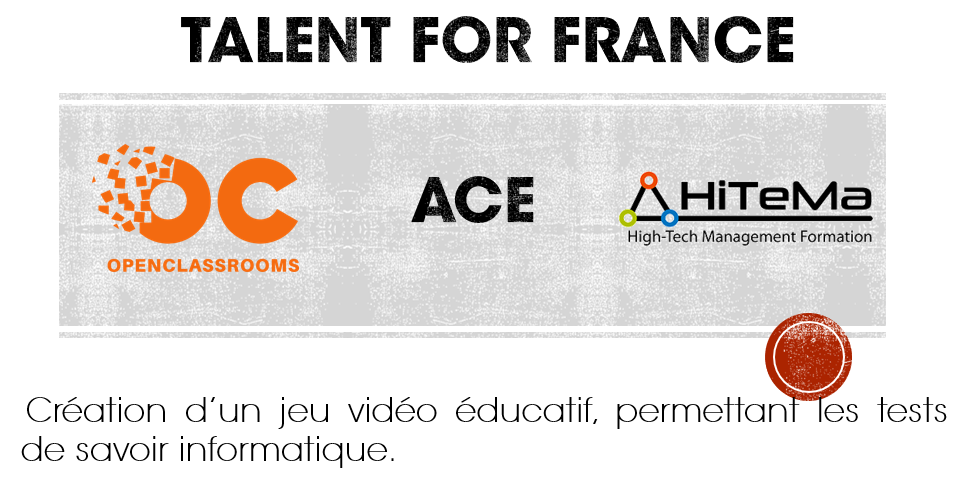 TALENT FOR FRANCE
OC
OPENCLASSROOMS
ACE
HiTeMa
High-Tech Management Formation
Création d’un jeu vidéo éducatif, permettant les tests
de savoir informatique.